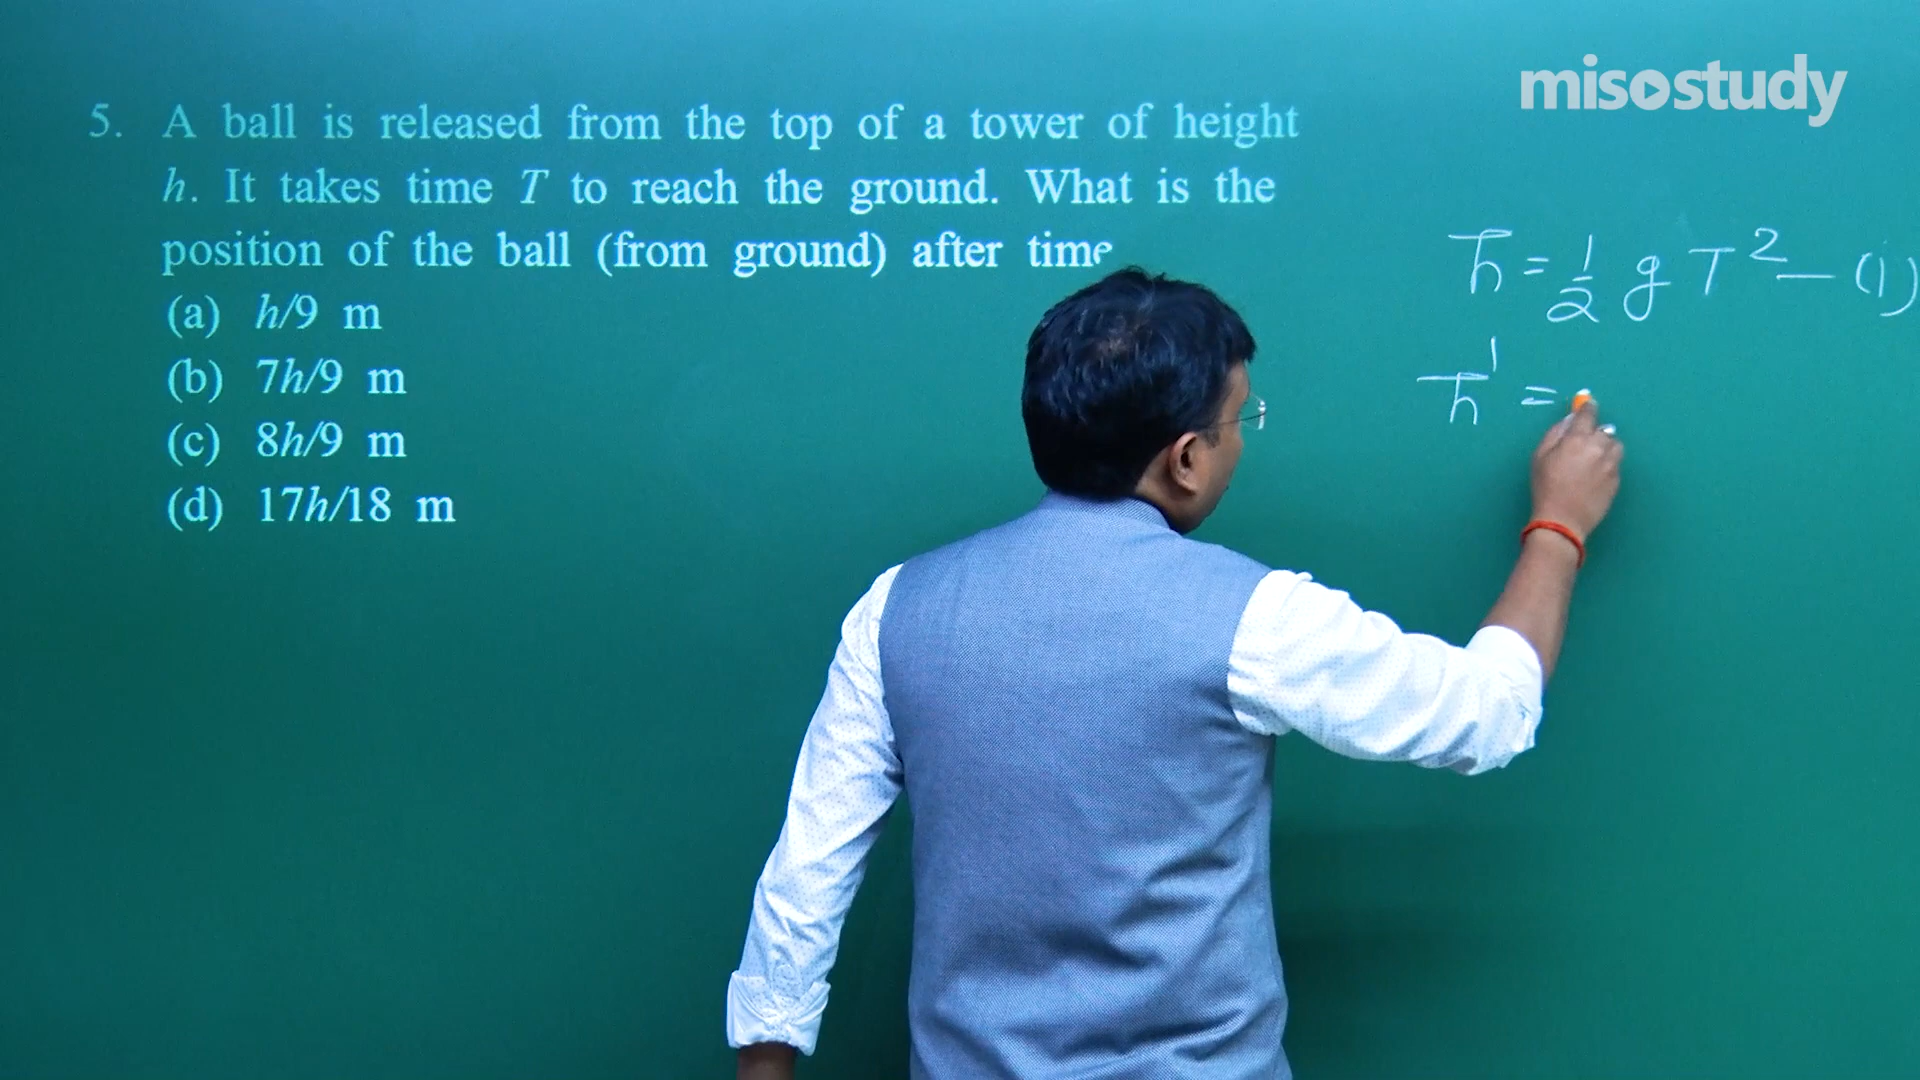 misostudy
5. A ball is released from the top of a tower of height
h. It takes time T to reach the ground. What is the
position of the ball (from ground) after time
(a) h/9 m
(b) 7h/9 m
(c) 8h/9 m
(d) 17h/18 m
h = 1/2 g T² — (i)
h' =